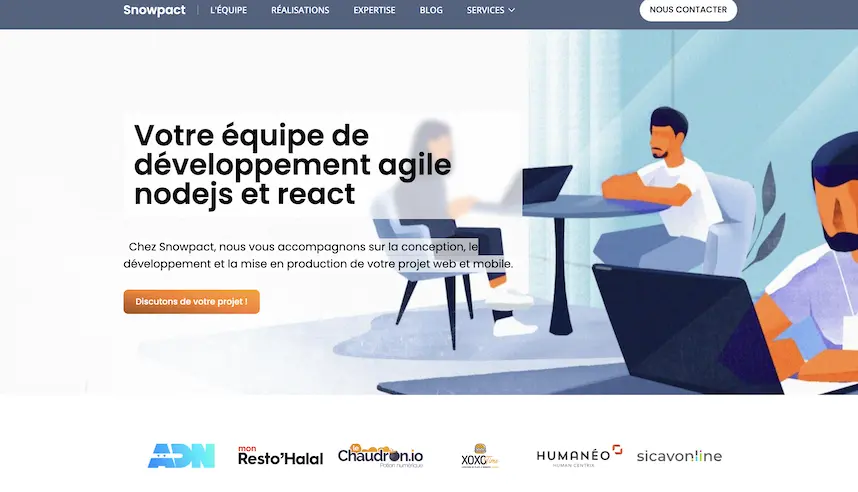 Snowpact
L'ÉQUIPE
RÉALISATIONS
EXPERTISE
BLOG
SERVICES
NOUS CONTACTER
Votre équipe de
développement agile
nodejs et react
Chez Snowpact, nous vous accompagnons sur la conception, le
développement et la mise en production de votre projet web et mobile.
Discutons de votre projet !
ADN
mon
Resto'Halal
le
Chaudron.io
Potion numérique
XOXO
HUMANÉO
HUMAN CENTRIA
sicavonline